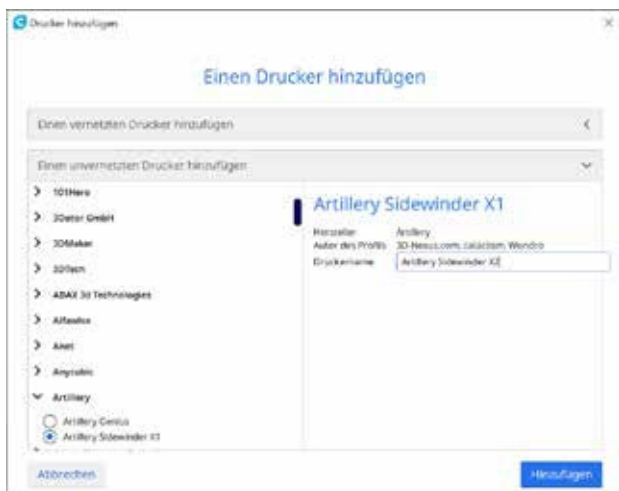 Drucker hinzufügen
Einen Drucker hinzufügen
Einen vernetzten Drucker hinzufügen
Einen unvernetzten Drucker hinzufügen
101Hero
3Dator GmbH
3DMaker
3DTech
ABAX 3d Technologies
Alfawise
Anet
Anycubic
Artillery
Artillery Genius
Artillery Sidewinder X1
Artillery Sidewinder X1
Hersteller Artillery
Autor des Profils 3D-Nexus.com, Wondro
Druckername Artillery Sidewinder X2
Abbrechen
Hinzufügen